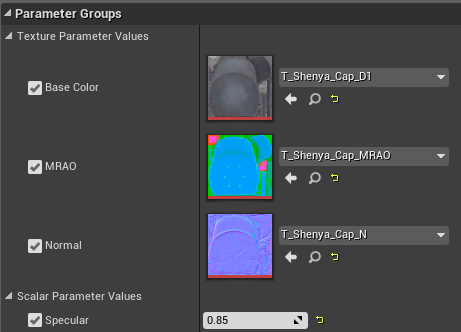 Parameter Groups
Texture Parameter Values
Base Color
T_Shenya_Cap_D1
MRAO
T_Shenya_Cap_MRAO
Normal
T_Shenya_Cap_N
Scalar Parameter Values
Specular
0.85